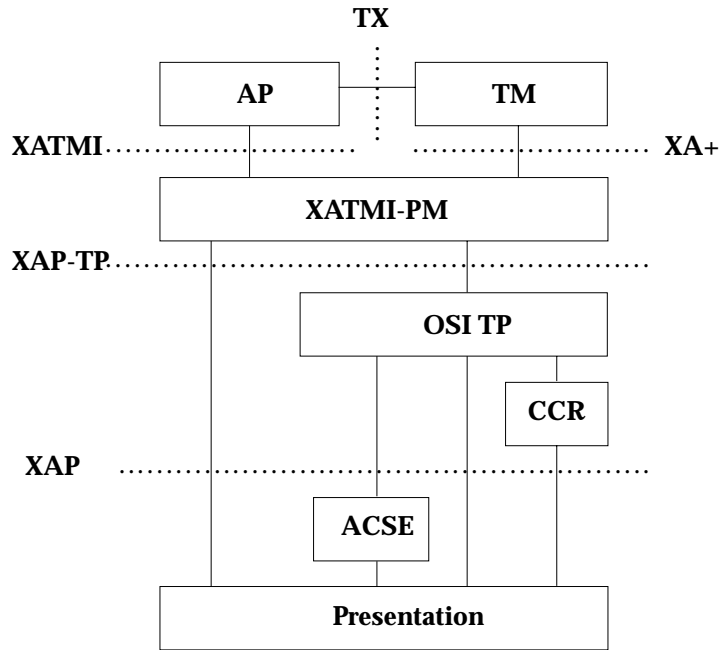 TX
AP
TM
XATMI
XA+
XATMI-PM
XAP-TP
OSI TP
CCR
XAP
ACSE
Presentation